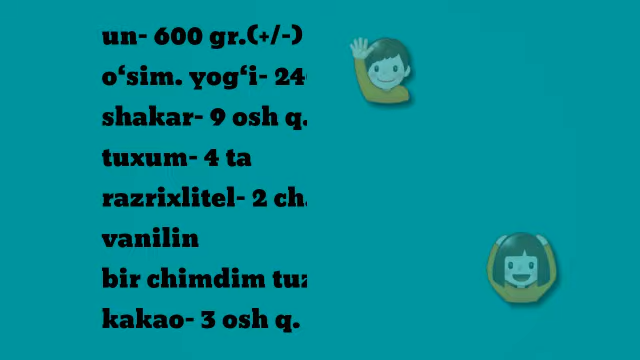 un- 600 gr.(+/-)
o‘sim. yog‘i- 24
shakar- 9 osh q.
tuxum- 4 ta
razrixlitel- 2 ch.
vanilin
bir chimdim
kakao- 3 osh q.